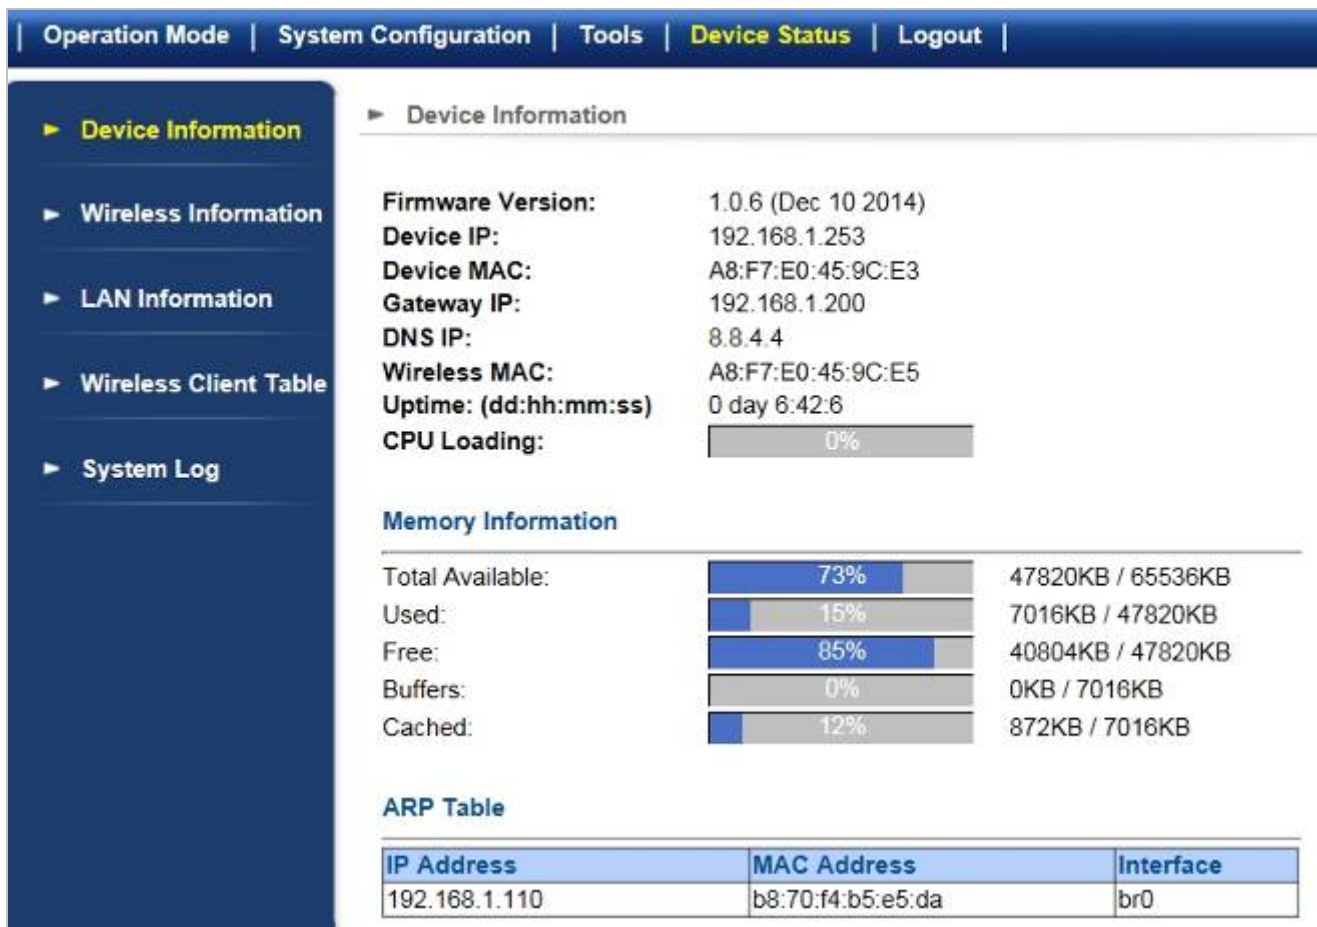 | Operation Mode | System Configuration | Tools | Device Status | Logout |
Device Information
Wireless Information
LAN Information
Wireless Client Table
System Log
Device Information
Firmware Version: 1.0.6 (Dec 10 2014)
Device IP: 192.168.1.253
Device MAC: A8:F7:E0:45:9C:E3
Gateway IP: 192.168.1.200
DNS IP: 8.8.4.4
Wireless MAC: A8:F7:E0:45:9C:E5
Uptime: (dd:hh:mm:ss) 0 day 6:42:6
CPU Loading: 0%
Memory Information
Total Available: 73% 47820KB / 65536KB
Used: 15% 7016KB / 47820KB
Free: 85% 40804KB / 47820KB
Buffers: 0% 0KB / 7016KB
Cached: 12% 872KB / 7016KB
ARP Table
IP Address MAC Address Interface
192.168.1.110 b8:70:f4:b5:e5:da br0